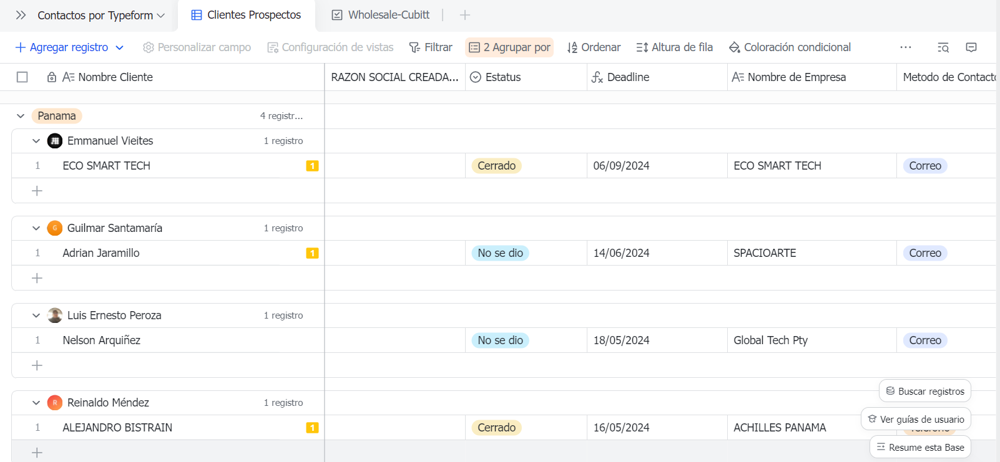 Contactos por Typeform
Clientes Prospectos
Wholesale-Cubitt
Agregar registro
Personalizar campo
Configuración de vistas
Filtrar
2 Agrupar por
Ordenar
Altura de fila
Coloración condicional
Nombre Cliente
RAZON SOCIAL CREADA...
Estatus
Deadline
Nombre de Empresa
Metodo de Contacto
Panama
4 registr...
Emmanuel Vieites
1 registro
1 ECO SMART TECH 1 Cerrado 06/09/2024 ECO SMART TECH Correo
G Guilmar Santamaría
1 registro
1 Adrian Jaramillo 1 No se dio 14/06/2024 SPACIOARTE Correo
Luis Ernesto Peroza
1 registro
1 Nelson Arquiñez No se dio 18/05/2024 Global Tech Pty Correo
Buscar registros
R Reinaldo Méndez
1 registro
Ver guías de usuario
1 ALEJANDRO BISTRAIN 1 Cerrado 16/05/2024 ACHILLES PANAMA
Resume esta Base